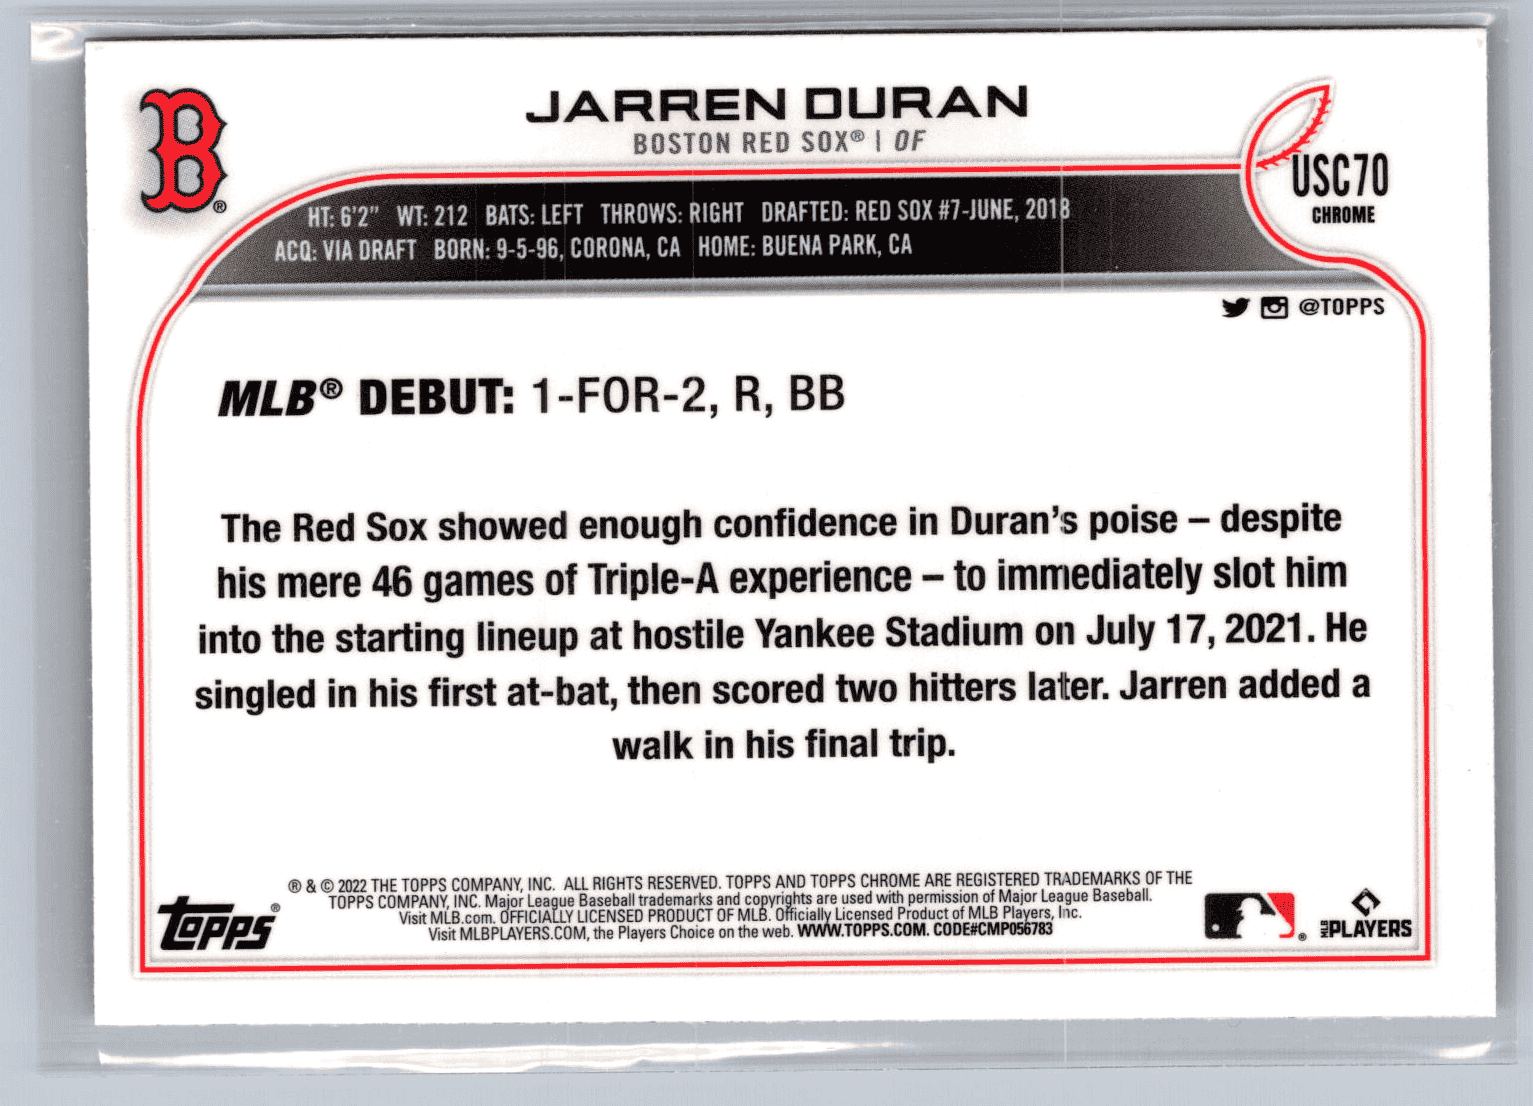 B®
JARREN DURAN
BOSTON RED SOX® | OF
USC70
CHROME
HT: 6'2" WT: 212 BATS: LEFT THROWS: RIGHT DRAFTED: RED SOX #7-JUNE, 2018
ACQ: VIA DRAFT BORN: 9-5-96, CORONA, CA HOME: BUENA PARK, CA
@TOPPS
MLB® DEBUT: 1-FOR-2, R, BB
The Red Sox showed enough confidence in Duran's poise – despite
his mere 46 games of Triple-A experience – to immediately slot him
into the starting lineup at hostile Yankee Stadium on July 17, 2021. He
singled in his first at-bat, then scored two hitters later. Jarren added a
walk in his final trip.
® & © 2022 THE TOPPS COMPANY, INC. ALL RIGHTS RESERVED. TOPPS AND TOPPS CHROME ARE REGISTERED TRADEMARKS OF THE
TOPPS COMPANY, INC. Major League Baseball trademarks and copyrights are used with permission of Major League Baseball.
Visit MLB.com. OFFICIALLY LICENSED PRODUCT OF MLB. Officially Licensed Product of MLB Players, Inc.
Visit MLBPLAYERS.COM, the Players Choice on the web. WWW.TOPPS.COM. CODE#CMP056783
TOPPS®
®
MLB PLAYERS